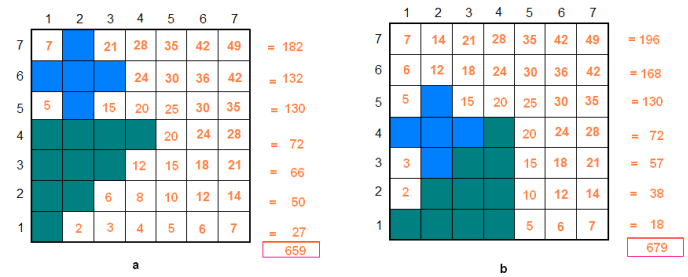 1 2 3 4 5 6 7
7 7 21 28 35 42 49 = 182
6 24 30 36 42 = 132
5 5 15 20 25 30 35 = 130
4 20 24 28 = 72
3 12 15 18 21 = 66
2 6 8 10 12 14 = 50
1 2 3 4 5 6 7 = 27
659
a
1 2 3 4 5 6 7
7 7 14 21 28 35 42 49 = 196
6 6 12 18 24 30 36 42 = 168
5 5 15 20 25 30 35 = 130
4 20 24 28 = 72
3 3 15 18 21 = 57
2 2 10 12 14 = 38
1 5 6 7 = 18
679
b